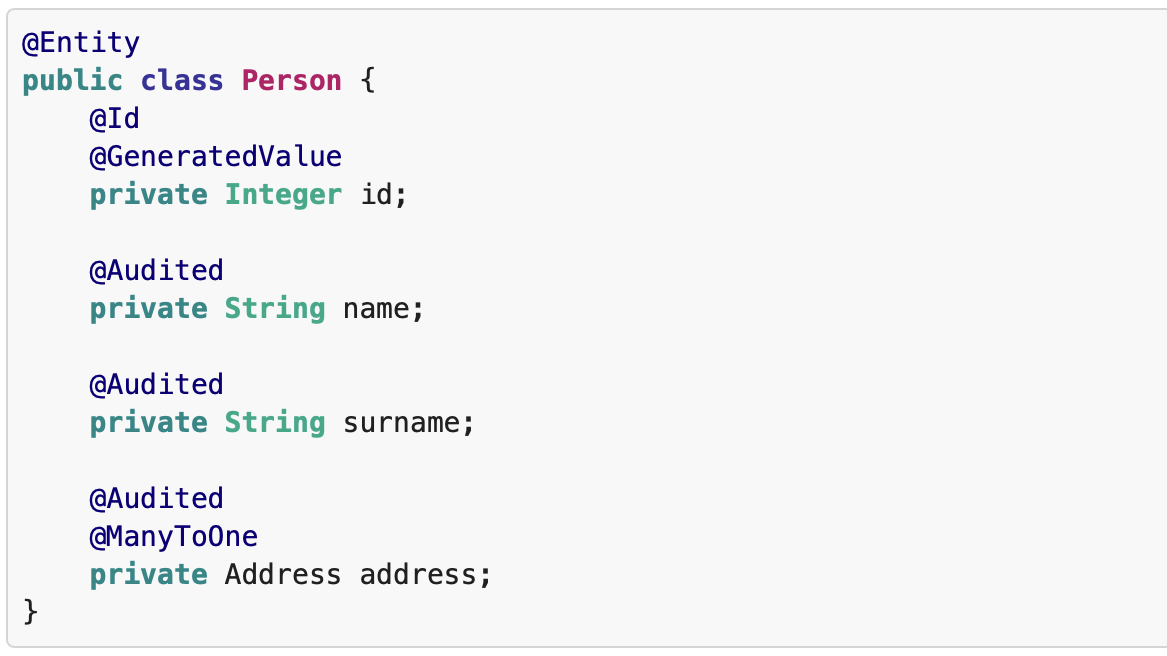 @Entity
public class Person {
    @Id
    @GeneratedValue
    private Integer id;

    @Audited
    private String name;

    @Audited
    private String surname;

    @Audited
    @ManyToOne
    private Address address;
}